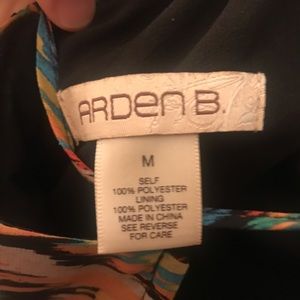 ARDen B.
M
SELF
100% POLYESTER
LINING
100% POLYESTER
MADE IN CHINA
SEE REVERSE
FOR CARE